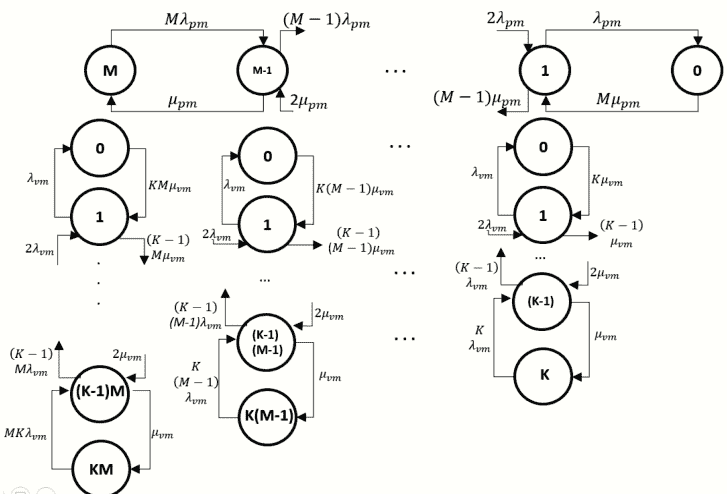 Mλ_pm
(M−1)λ_pm
2λ_pm
λ_pm
M
M-1
...
1
0
μ_pm
2μ_pm
(M−1)μ_pm
Mμ_pm
0
0
...
0
λ_vm
KMμ_vm
λ_vm
K(M−1)μ_vm
λ_vm
Kμ_vm
1
1
1
2λ_vm
(K−1)
Mμ_vm
2λ_vm
(K−1)
(M−1)μ_vm
2λ_vm
(K−1)
μ_vm
.
.
.
...
...
...
(K−1)
λ_vm
2μ_vm
(K-1)
K
λ_vm
μ_vm
K
(K−1)
(M-1)λ_vm
2μ_vm
...
(K-1)
(M-1)
K
(M−1)
λ_vm
μ_vm
K(M-1)
(K−1)
Mλ_vm
2μ_vm
(K-1)M
MKλ_vm
μ_vm
KM